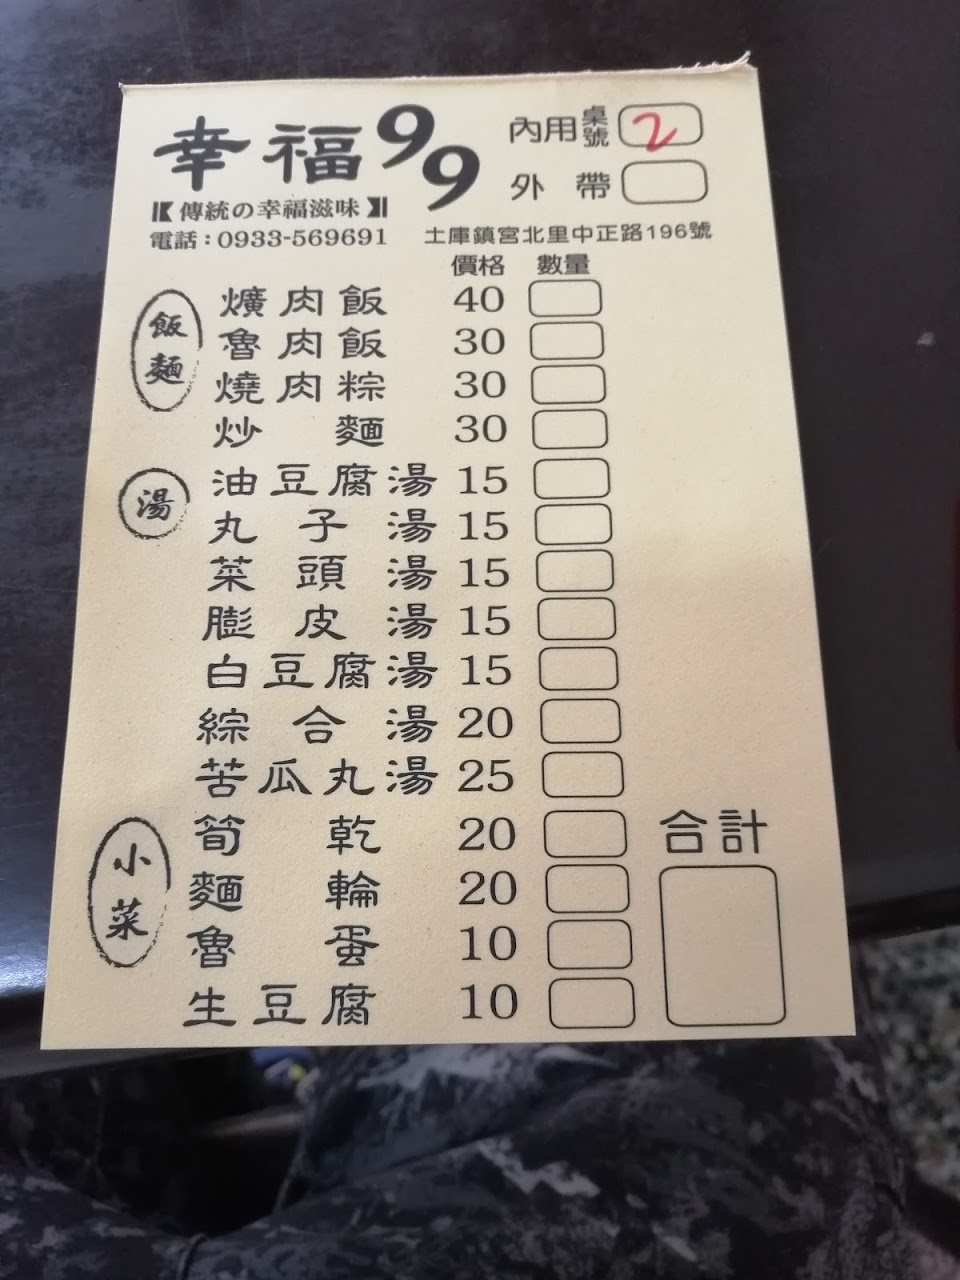 幸福99
內用 桌號 2
外帶
【傳統の幸福滋味】
電話：0933-569691
土庫鎮宮北里中正路196號
價格 數量
飯麵
爌肉飯 40
魯肉飯 30
燒肉粽 30
炒麵 30
湯
油豆腐湯 15
丸子湯 15
菜頭湯 15
膨皮湯 15
白豆腐湯 15
綜合湯 20
苦瓜丸湯 25
小菜
筍乾 20
麵輪 20
魯蛋 10
生豆腐 10
合計